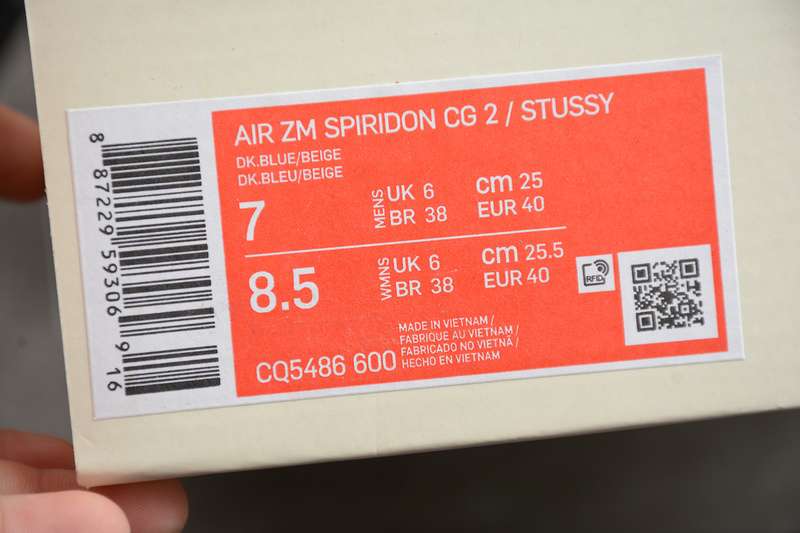 8 87229 59306 9 16
AIR ZM SPIRIDON CG 2 / STUSSY
DK.BLUE/BEIGE
DK.BLEU/BEIGE
7
MENS
UK 6
BR 38
cm 25
EUR 40
8.5
WMNS
UK 6
BR 38
cm 25.5
EUR 40
RFID
CQ5486 600
MADE IN VIETNAM /
FABRIQUÉ AU VIETNAM /
FABRICADO NO VIETNÃ /
HECHO EN VIETNAM